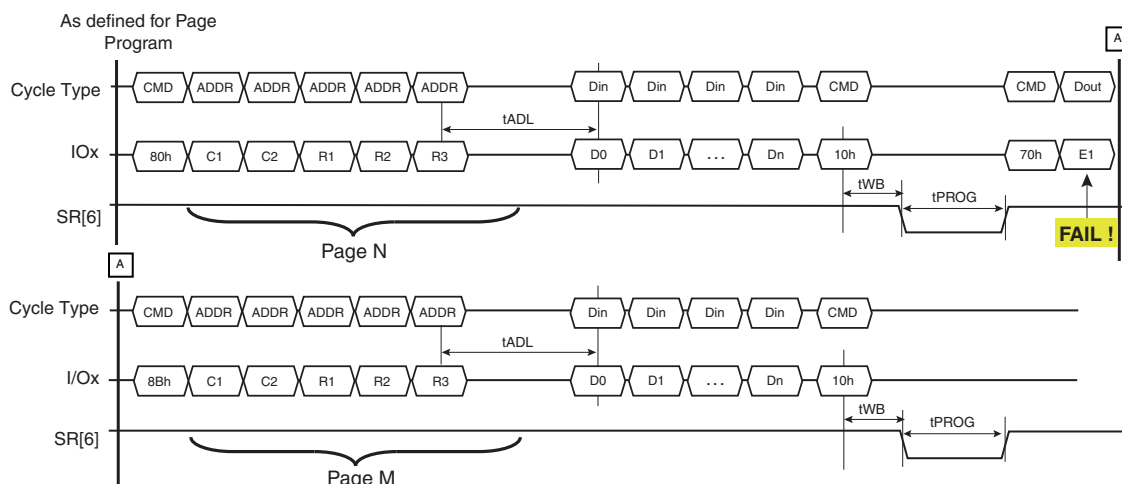 As defined for Page
Program
A
Cycle Type CMD ADDR ADDR ADDR ADDR ADDR Din Din Din Din CMD CMD Dout
tADL
IOx 80h C1 C2 R1 R2 R3 D0 D1 ... Dn 10h 70h E1
tWB tPROG
SR[6]
Page N
FAIL !
A
Cycle Type CMD ADDR ADDR ADDR ADDR ADDR Din Din Din Din CMD
tADL
I/Ox 8Bh C1 C2 R1 R2 R3 D0 D1 ... Dn 10h
tWB tPROG
SR[6]
Page M